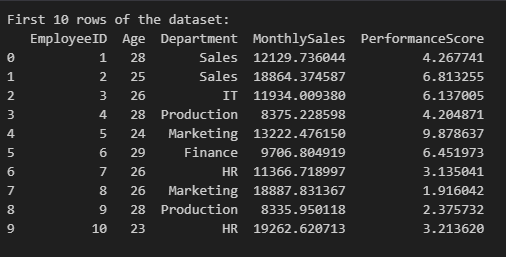 First 10 rows of the dataset:
EmployeeID Age Department MonthlySales PerformanceScore
0 1 28 Sales 12129.736044 4.267741
1 2 25 Sales 18864.374587 6.813255
2 3 26 IT 11934.009380 6.137005
3 4 28 Production 8375.228598 4.204871
4 5 24 Marketing 13222.476150 9.878637
5 6 29 Finance 9706.804919 6.451973
6 7 26 HR 11366.718997 3.135041
7 8 26 Marketing 18887.831367 1.916042
8 9 28 Production 8335.950118 2.375732
9 10 23 HR 19262.620713 3.213620